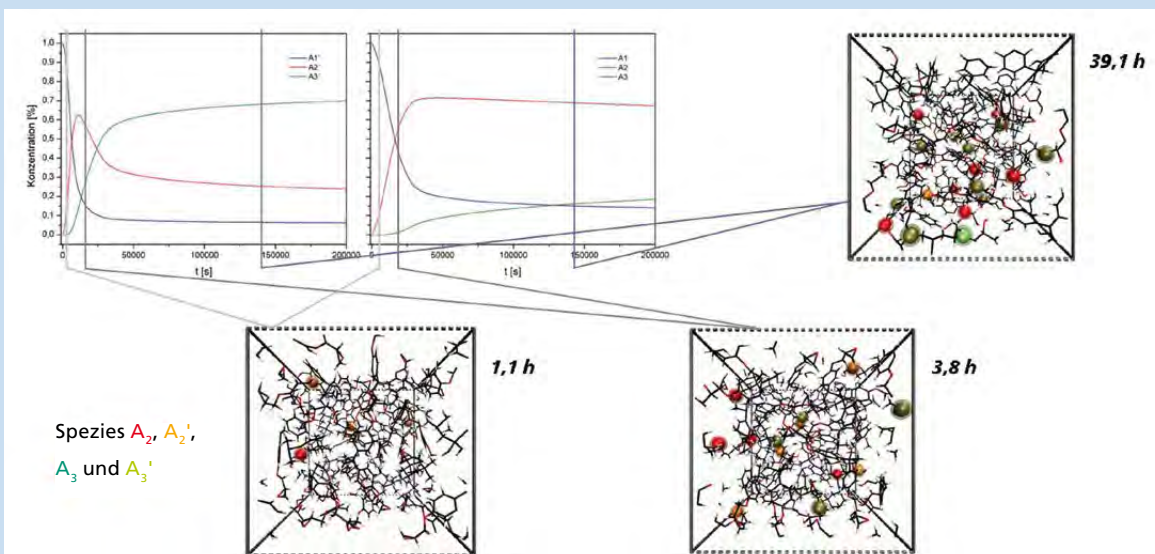 1,0
0,9
0,8
0,7
0,6
0,5
0,4
0,3
0,2
0,1
0,0
Konzentration [%]
A1'
A2'
A3'
0 50000 100000 150000 200000
t [s]
A1
A2
A3
0 50000 100000 150000 200000
t [s]
39,1 h
1,1 h
3,8 h
Spezies A₂, A₂',
A₃ und A₃'